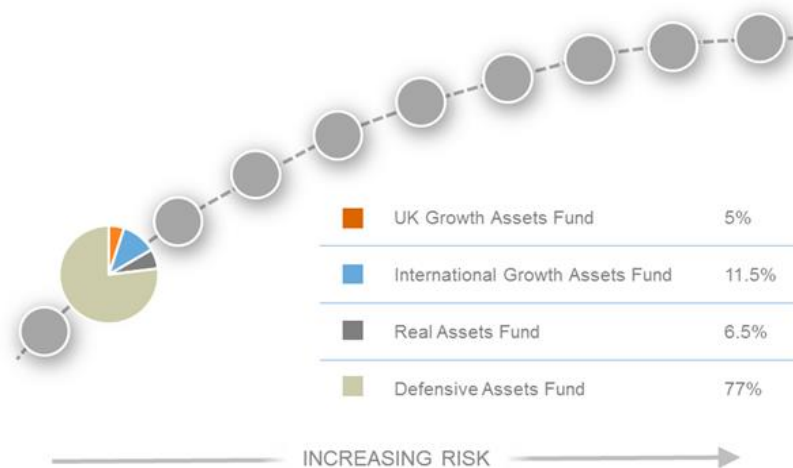 UK Growth Assets Fund 5%
International Growth Assets Fund 11.5%
Real Assets Fund 6.5%
Defensive Assets Fund 77%
INCREASING RISK